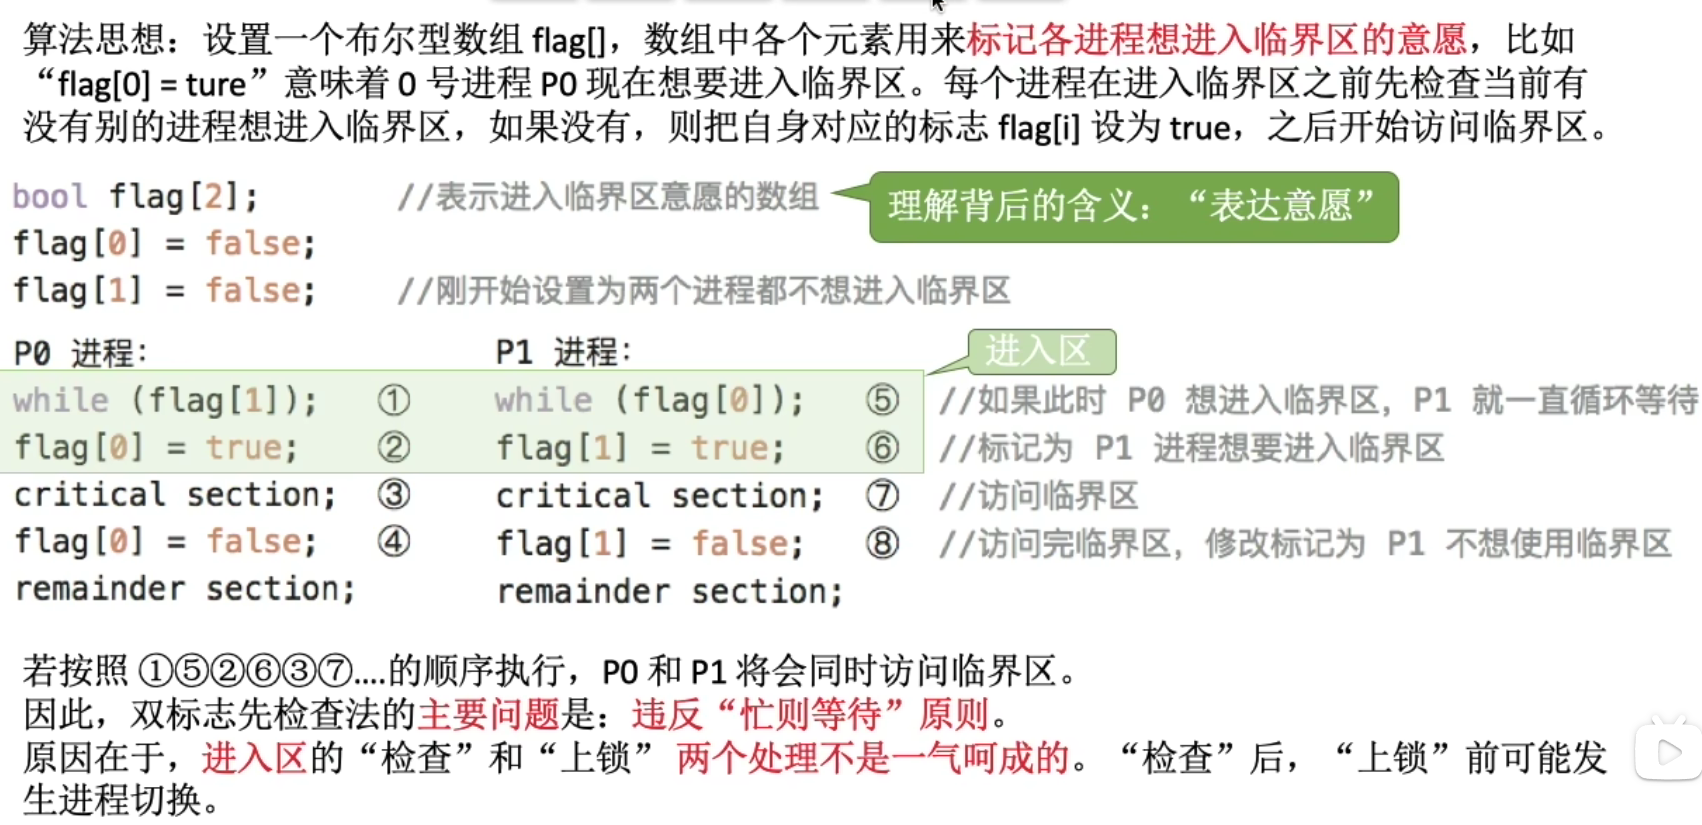 算法思想：设置一个布尔型数组 flag[]，数组中各个元素用来标记各进程想进入临界区的意愿，比如
“flag[0] = ture”意味着 0 号进程 P0 现在想要进入临界区。每个进程在进入临界区之前先检查当前有
没有别的进程想进入临界区，如果没有，则把自身对应的标志 flag[i] 设为 true，之后开始访问临界区。
bool flag[2]; //表示进入临界区意愿的数组
理解背后的含义：“表达意愿”
flag[0] = false;
flag[1] = false; //刚开始设置为两个进程都不想进入临界区
P0 进程： P1 进程：
进入区
while (flag[1]); ① while (flag[0]); ⑤ //如果此时 P0 想进入临界区，P1 就一直循环等待
flag[0] = true; ② flag[1] = true; ⑥ //标记为 P1 进程想要进入临界区
critical section; ③ critical section; ⑦ //访问临界区
flag[0] = false; ④ flag[1] = false; ⑧ //访问完临界区，修改标记为 P1 不想使用临界区
remainder section; remainder section;
若按照 ①⑤②⑥③⑦....的顺序执行，P0 和 P1 将会同时访问临界区。
因此，双标志先检查法的主要问题是：违反“忙则等待”原则。
原因在于，进入区的“检查”和“上锁” 两个处理不是一气呵成的。“检查”后，“上锁”前可能发
生进程切换。